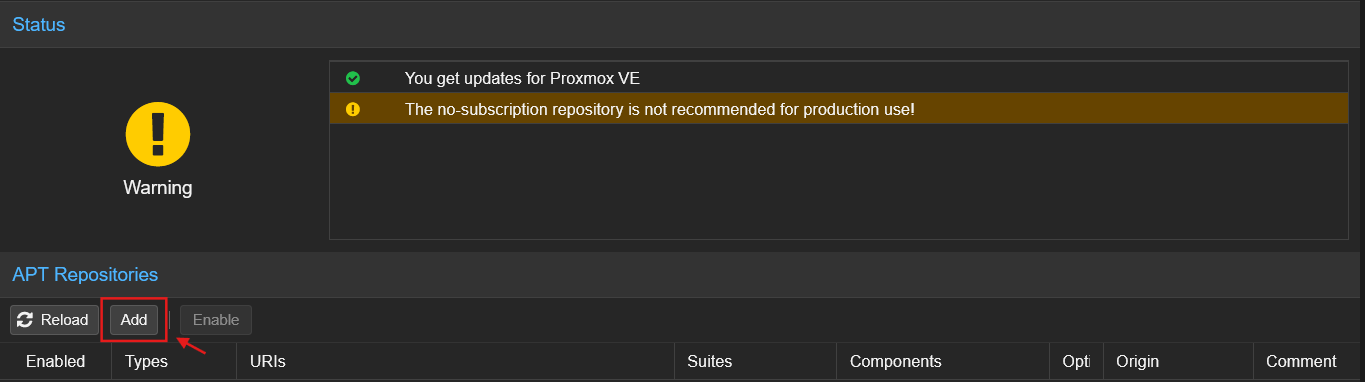 Status
You get updates for Proxmox VE
The no-subscription repository is not recommended for production use!
Warning
APT Repositories
Reload Add Enable
Enabled Types URIs Suites Components Opti Origin Comment